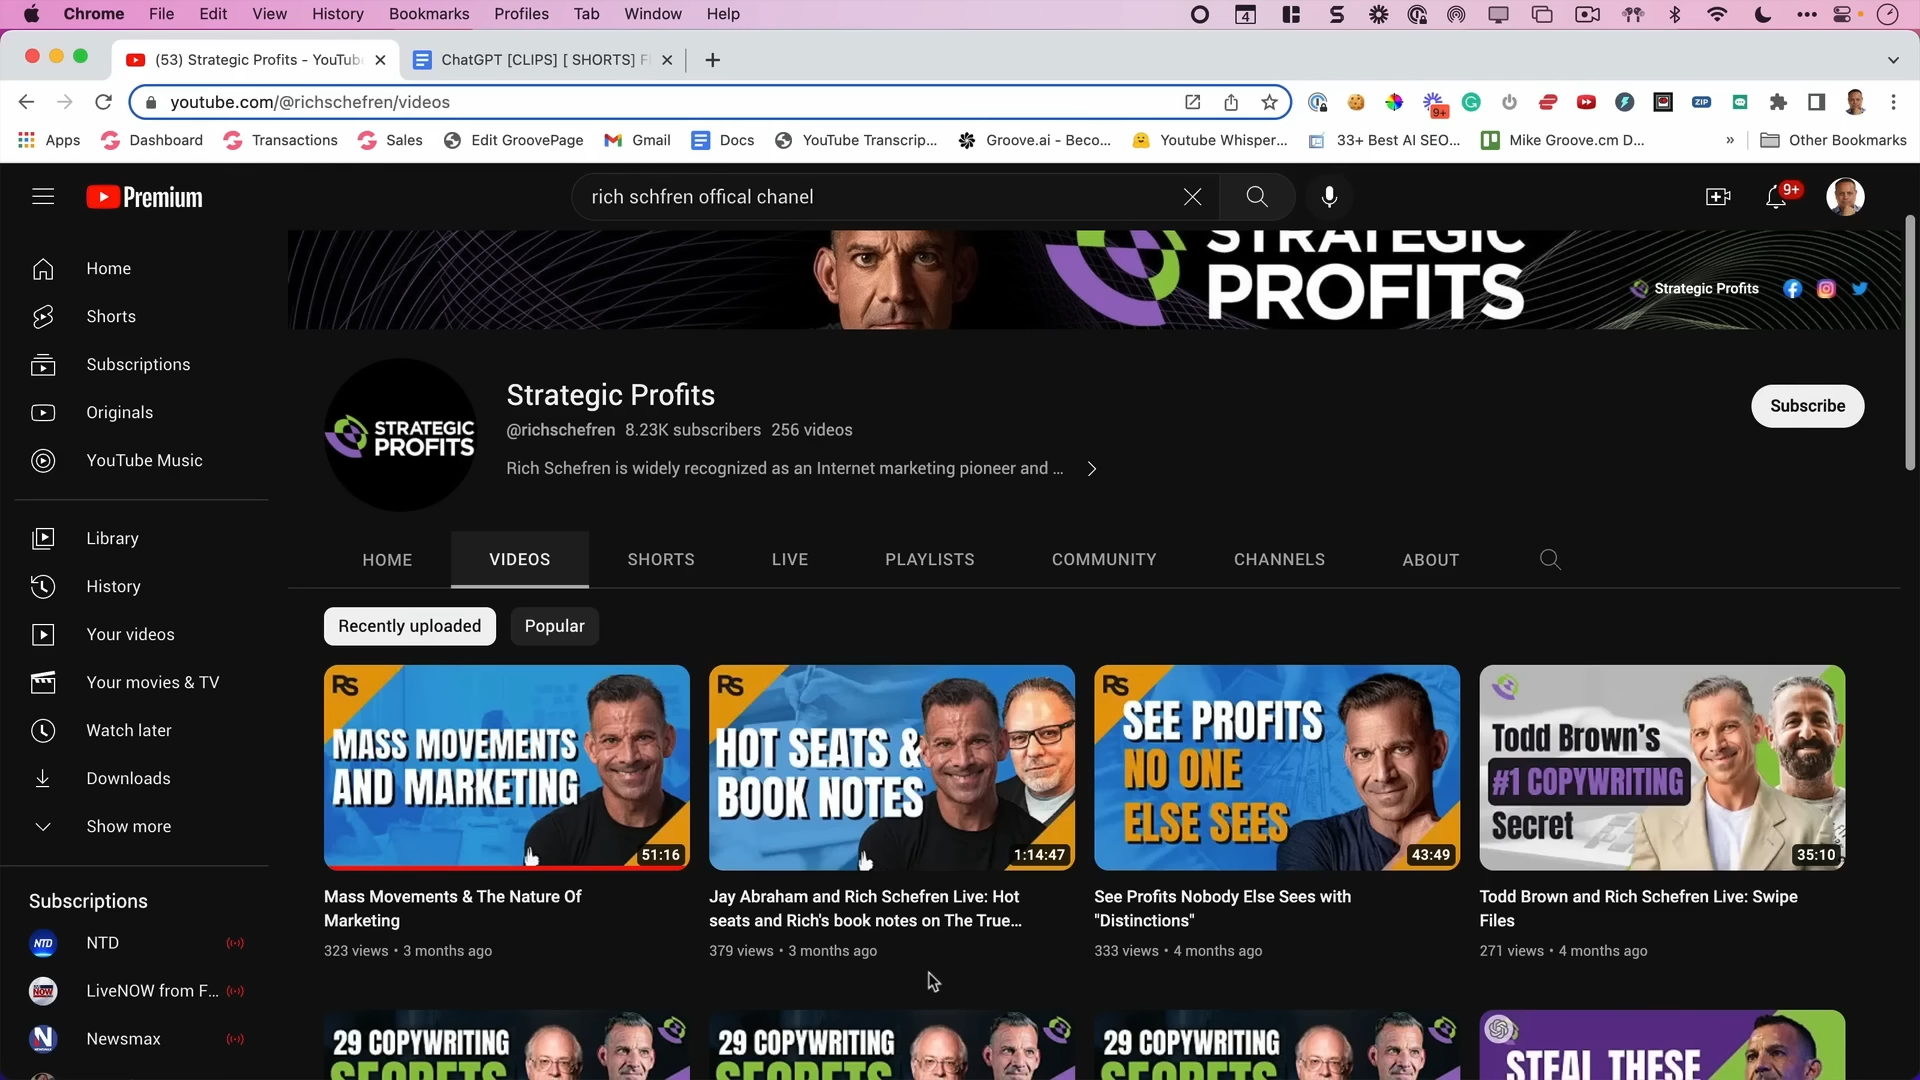 Chrome File Edit View History Bookmarks Profiles Tab Window Help
4
(53) Strategic Profits - YouTub
ChatGPT [CLIPS] [ SHORTS] F
youtube.com/@richschefren/videos
9+
ZIP
Apps Dashboard Transactions Sales Edit GroovePage Gmail Docs YouTube Transcrip... Groove.ai - Beco... Youtube Whisper... 33+ Best AI SEO... Mike Groove.cm D... » Other Bookmarks
Premium
rich schfren offical chanel
9+
Home
Shorts
Subscriptions
Originals
YouTube Music
Library
History
Your videos
Your movies & TV
Watch later
Downloads
Show more
Subscriptions
NTD
NTD
LiveNOW from F...
Newsmax
STRATEGIC
PROFITS
Strategic Profits
STRATEGIC
PROFITS
Strategic Profits
@richschefren 8.23K subscribers 256 videos
Rich Schefren is widely recognized as an Internet marketing pioneer and ...
Subscribe
HOME VIDEOS SHORTS LIVE PLAYLISTS COMMUNITY CHANNELS ABOUT
Recently uploaded Popular
RS
MASS MOVEMENTS
AND MARKETING
51:16
Mass Movements & The Nature Of
Marketing
323 views • 3 months ago
RS
HOT SEATS &
BOOK NOTES
1:14:47
Jay Abraham and Rich Schefren Live: Hot
seats and Rich's book notes on The True...
379 views • 3 months ago
RS
SEE PROFITS
NO ONE
ELSE SEES
43:49
See Profits Nobody Else Sees with
"Distinctions"
333 views • 4 months ago
Todd Brown's
#1 COPYWRITING
Secret
35:10
Todd Brown and Rich Schefren Live: Swipe
Files
271 views • 4 months ago
29 COPYWRITING
SECRETS
29 COPYWRITING
SECRETS
29 COPYWRITING
SECRETS
STEAL THESE